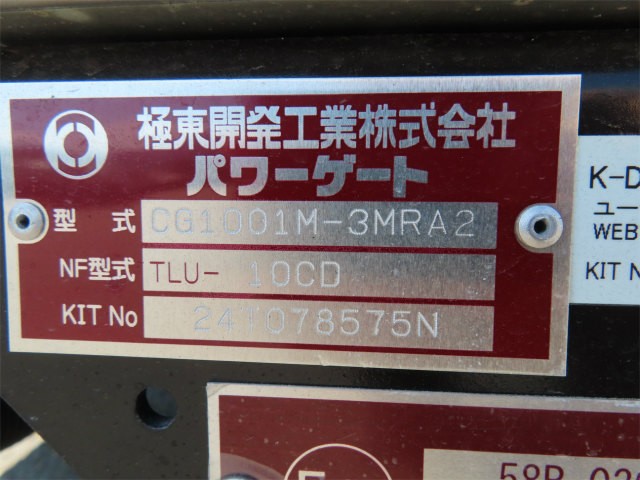 極東開発工業株式会社
パワーゲート
型 式 CG1001M-3MRA2
NF型式 TLU- 10CD
KIT No 24T078575N
K-D
ユー
WEB
KIT N
58R-02